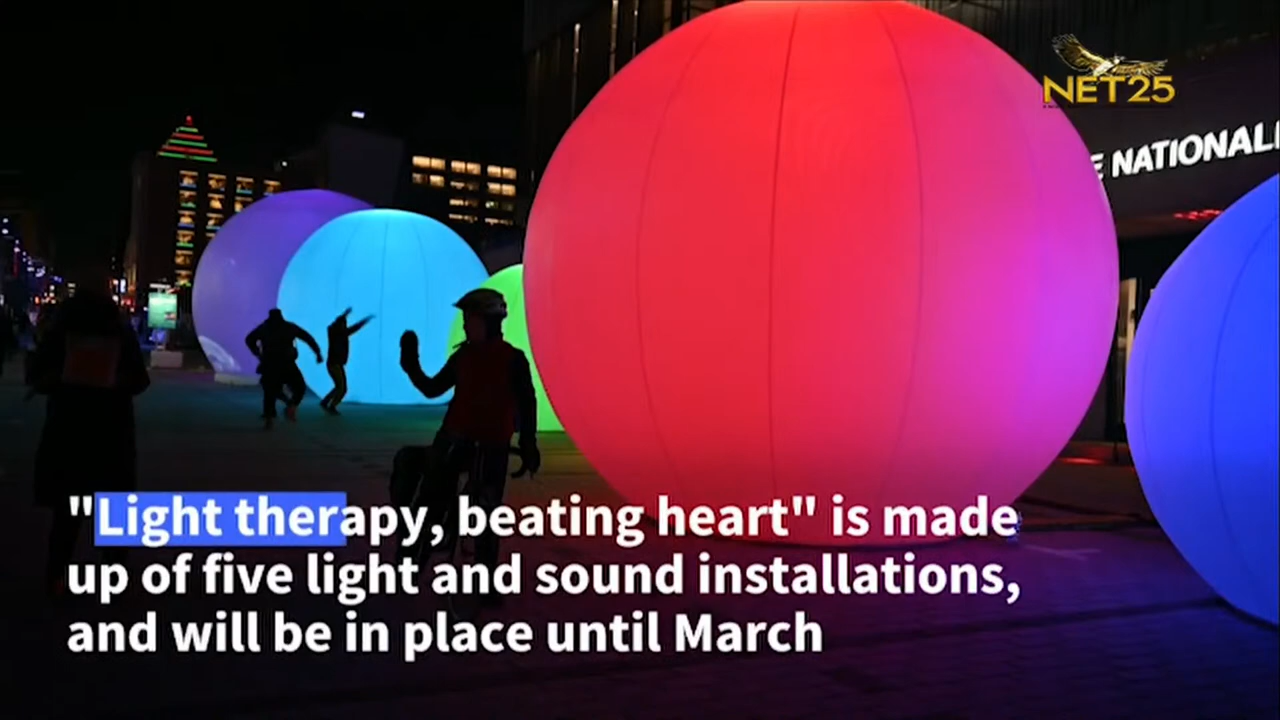 NET25
E NATIONAL
"Light therapy, beating heart" is made
up of five light and sound installations,
and will be in place until March